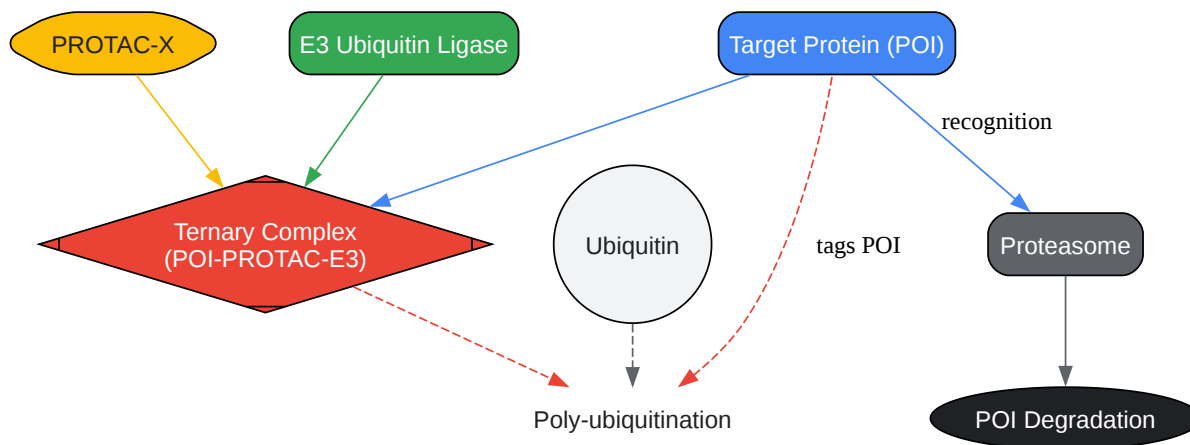 PROTAC-X
E3 Ubiquitin Ligase
Target Protein (POI)
recognition
Ternary Complex
(POI-PROTAC-E3)
Ubiquitin
tags POI
Proteasome
Poly-ubiquitination
POI Degradation